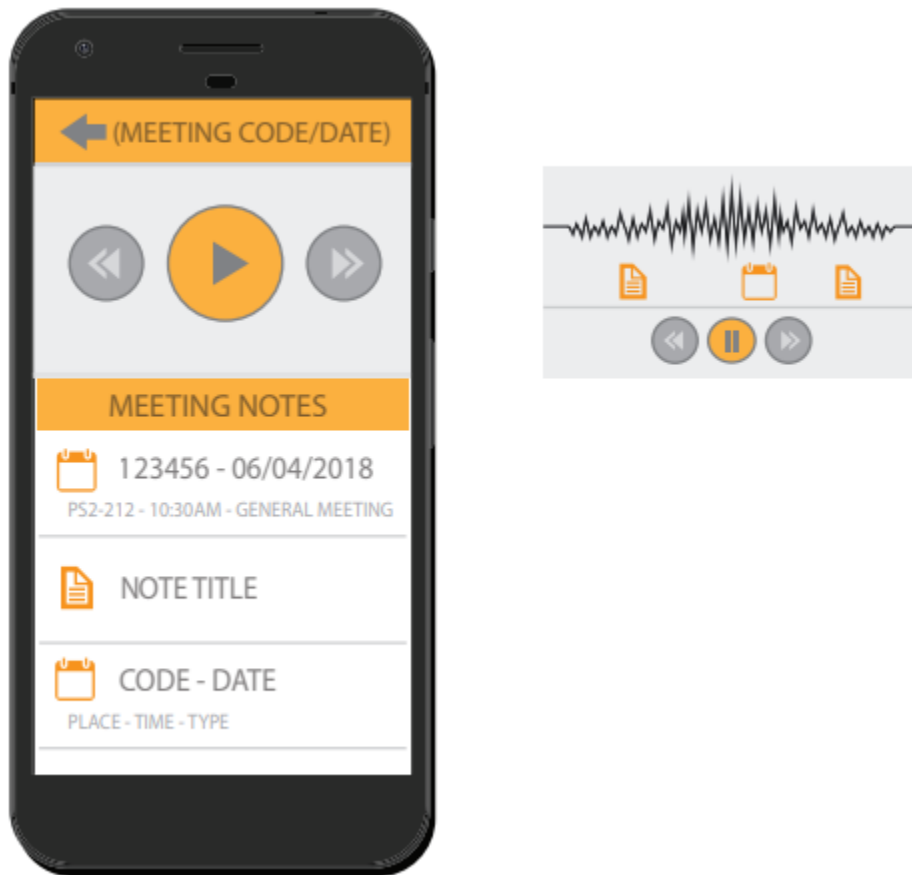 (MEETING CODE/DATE)
MEETING NOTES
123456 - 06/04/2018
PS2-212 - 10:30AM - GENERAL MEETING
NOTE TITLE
CODE - DATE
PLACE - TIME - TYPE